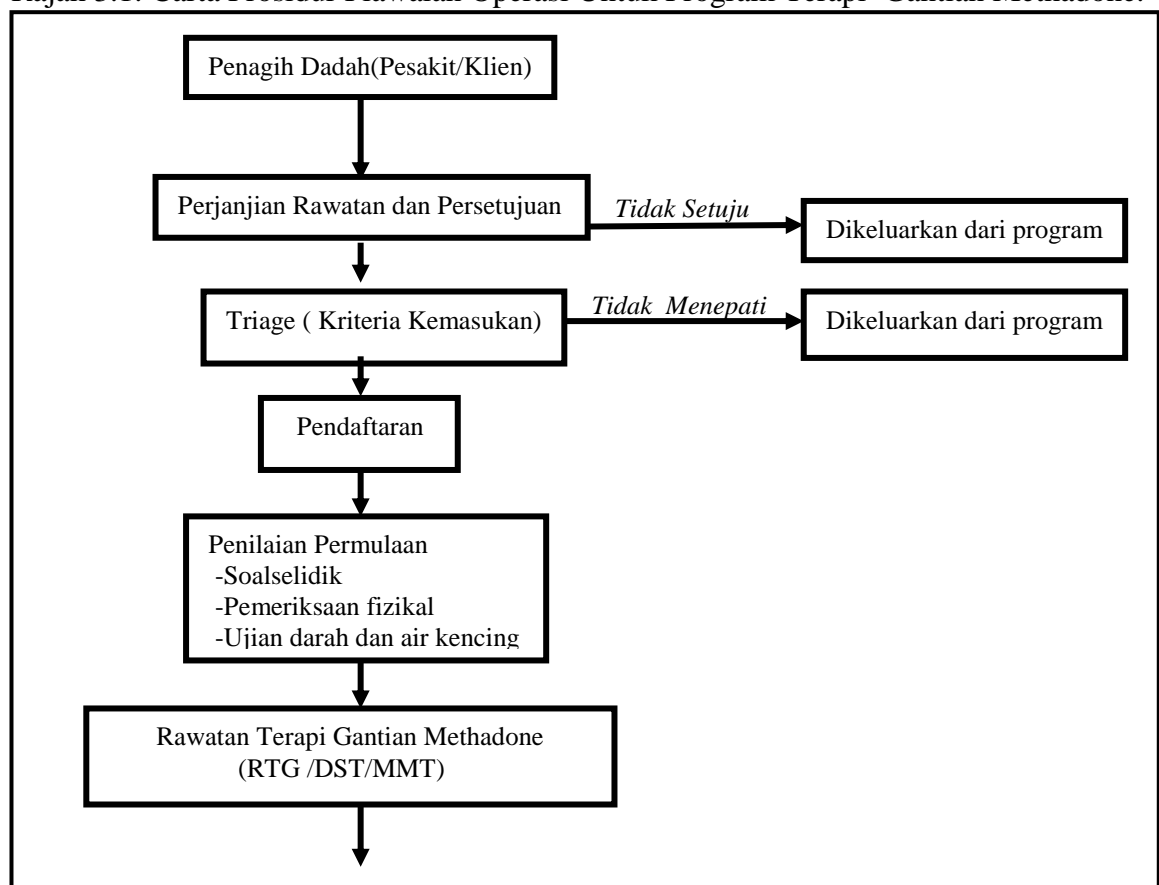 Rajah 3.1: Carta Prosidur Piawaian Operasi Untuk Program Terapi Gantian Methadone.
Penagih Dadah(Pesakit/Klien)
Perjanjian Rawatan dan Persetujuan
Tidak Setuju
Dikeluarkan dari program
Triage ( Kriteria Kemasukan)
Tidak Menepati
Dikeluarkan dari program
Pendaftaran
Penilaian Permulaan
-Soalselidik
-Pemeriksaan fizikal
-Ujian darah dan air kencing
Rawatan Terapi Gantian Methadone
(RTG /DST/MMT)